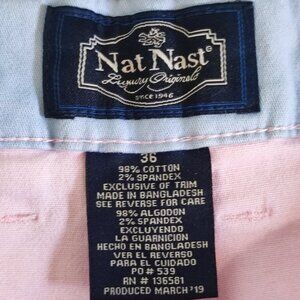 Nat Nast®
Luxury Originals
SINCE 1946
36
98% COTTON
2% SPANDEX
EXCLUSIVE OF TRIM
MADE IN BANGLADESH
SEE REVERSE FOR CARE
98% ALGODON
2% SPANDEX
EXCLUYENDO
LA GUARNICION
HECHO EN BANGLADESH
VER EL REVERSO
PARA EL CUIDADO
PO# 539
RN # 136581
PRODUCED MARCH '19